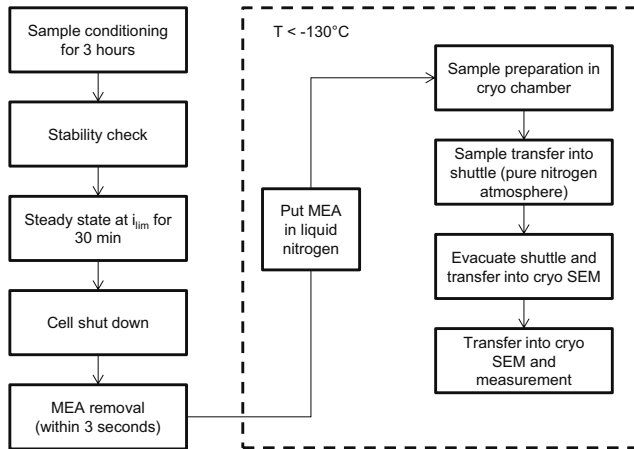 Sample conditioning
for 3 hours
Stability check
Steady state at i_lim for
30 min
Cell shut down
MEA removal
(within 3 seconds)
T < -130°C
Put MEA
in liquid
nitrogen
Sample preparation in
cryo chamber
Sample transfer into
shuttle (pure nitrogen
atmosphere)
Evacuate shuttle and
transfer into cryo SEM
Transfer into cryo
SEM and
measurement